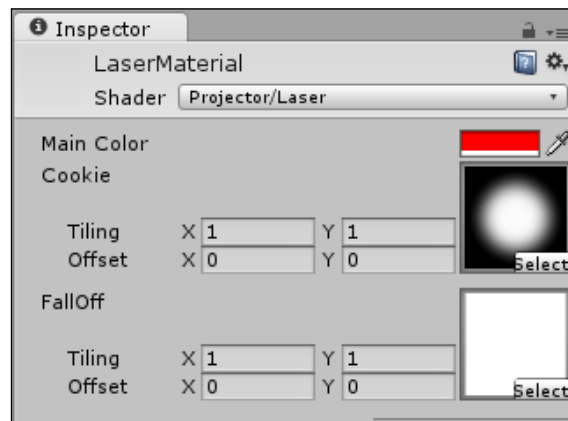 Inspector
LaserMaterial
Shader Projector/Laser
Main Color
Cookie
Tiling X 1 Y 1
Offset X 0 Y 0
Select
FallOff
Tiling X 1 Y 1
Offset X 0 Y 0
Select